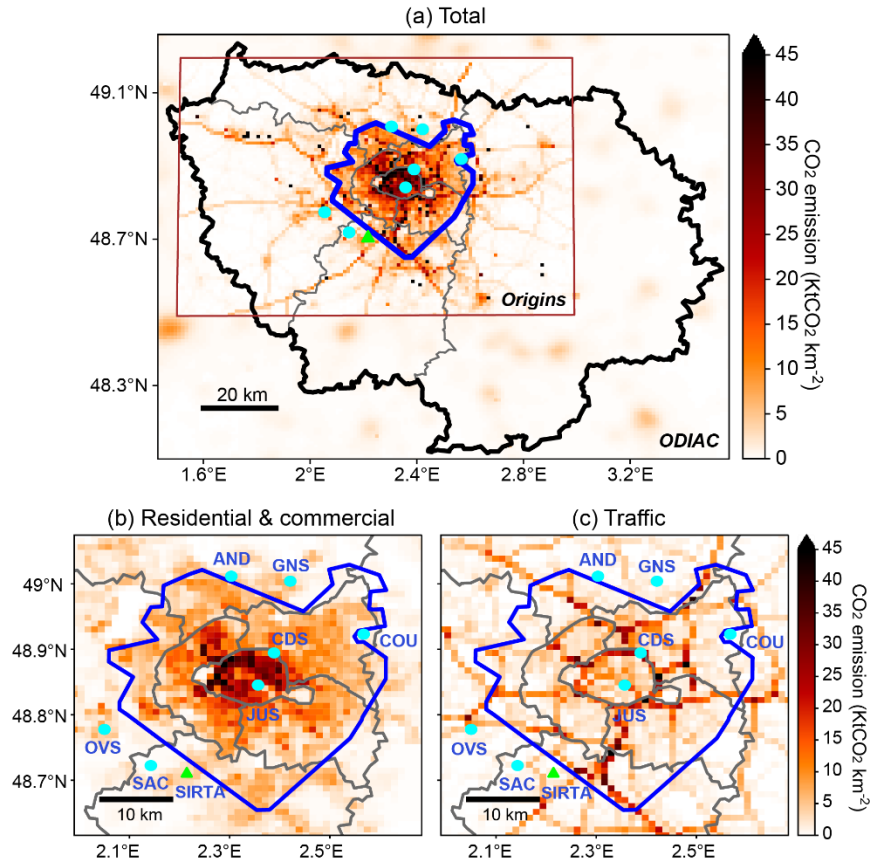 (a) Total
49.1°N
48.7°N
48.3°N
1.6°E
2°E
2.4°E
2.8°E
3.2°E
20 km
Origins
ODIAC
45
40
35
30
25
20
15
10
5
0
CO2 emission (KtCO2 km-2)
(b) Residential & commercial
49°N
48.9°N
48.8°N
48.7°N
2.1°E
2.3°E
2.5°E
AND
GNS
CDS
COU
JUS
OVS
SAC
SIRTA
10 km
(c) Traffic
AND
GNS
CDS
COU
JUS
OVS
SAC
SIRTA
10 km
2.1°E
2.3°E
2.5°E
45
40
35
30
25
20
15
10
5
0
CO2 emission (KtCO2 km-2)